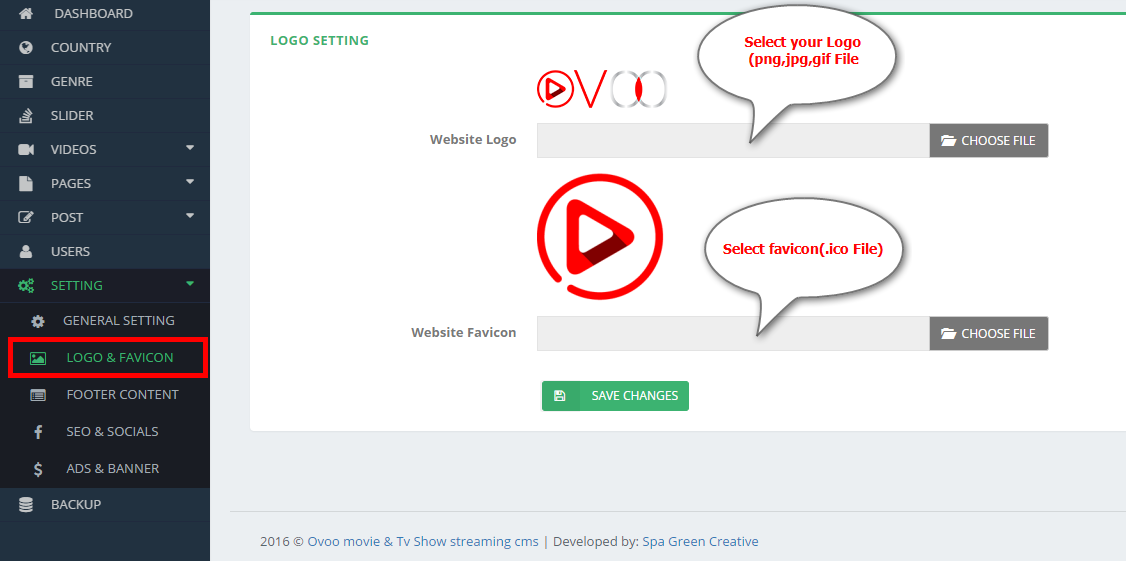 DASHBOARD
COUNTRY
GENRE
SLIDER
VIDEOS
PAGES
POST
USERS
SETTING
GENERAL SETTING
LOGO & FAVICON
FOOTER CONTENT
SEO & SOCIALS
ADS & BANNER
BACKUP
LOGO SETTING
Select your Logo
(png,jpg,gif File
OVOO
Website Logo
CHOOSE FILE
Select favicon(.ico File)
Website Favicon
CHOOSE FILE
SAVE CHANGES
2016 © Ovoo movie & Tv Show streaming cms | Developed by: Spa Green Creative